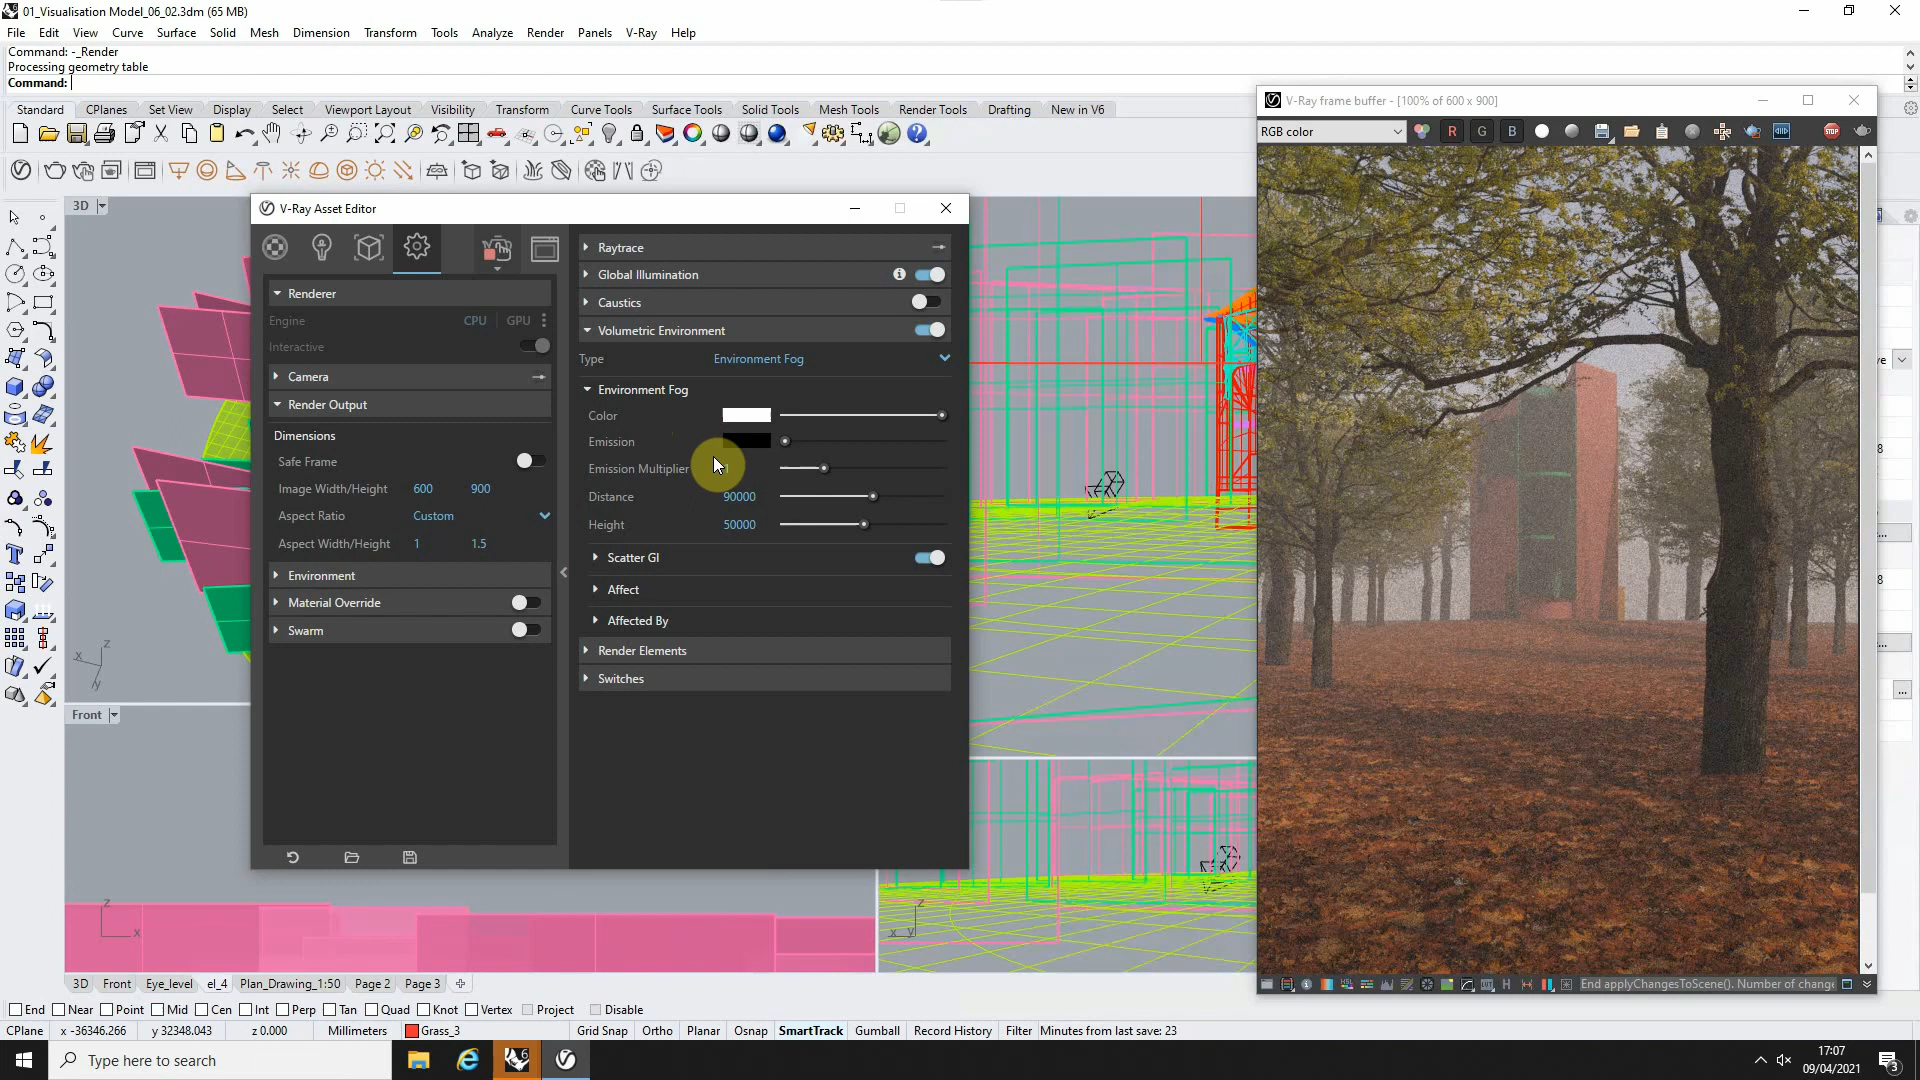 01_Visualisation Model_06_02.3dm (65 MB)
File Edit View Curve Surface Solid Mesh Dimension Transform Tools Analyze Render Panels V-Ray Help
Command: -_Render
Processing geometry table
Command:
Standard CPlanes Set View Display Select Viewport Layout Visibility Transform Curve Tools Surface Tools Solid Tools Mesh Tools Render Tools Drafting New in V6
V-Ray frame buffer - [100% of 600 x 900]
RGB color R G B STOP
3D
V-Ray Asset Editor
Renderer
Engine CPU GPU
Interactive
Camera
Render Output
Dimensions
Safe Frame
Image Width/Height 600 900
Aspect Ratio Custom
Aspect Width/Height 1 1.5
Environment
Material Override
Swarm
Raytrace
Global Illumination
Caustics
Volumetric Environment
Type Environment Fog
Environment Fog
Color
Emission
Emission Multiplier
Distance 90000
Height 50000
Scatter GI
Affect
Affected By
Render Elements
Switches
z
x
y
Front
z
x
z
x y
End applyChangesToScene(). Number of change
3D Front Eye_level el_4 Plan_Drawing_1:50 Page 2 Page 3
End Near Point Mid Cen Int Perp Tan Quad Knot Vertex Project Disable
CPlane x -36346.266 y 32348.043 z 0.000 Millimeters Grass_3 Grid Snap Ortho Planar Osnap SmartTrack Gumball Record History Filter Minutes from last save: 23
Type here to search
17:07
09/04/2021
3